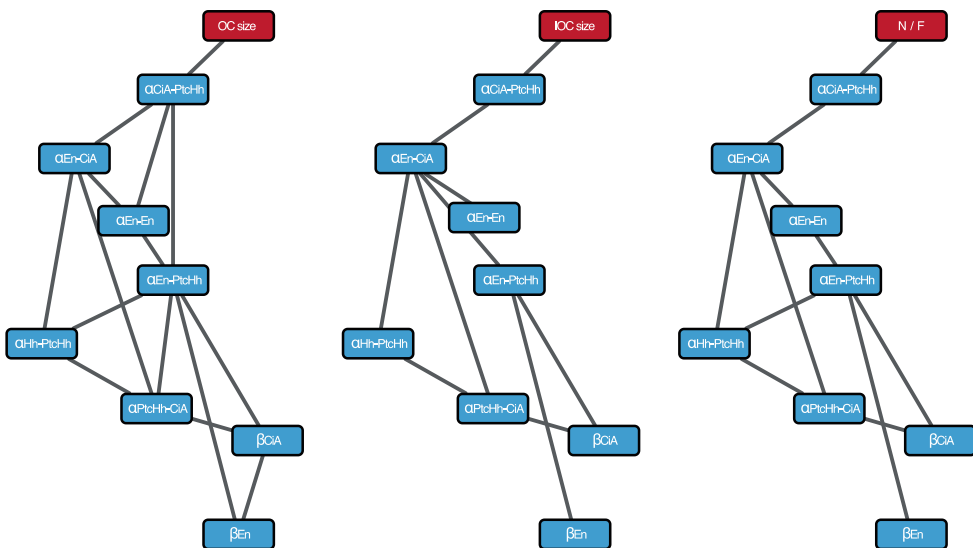 OC size
αCiA-PtcHh
αEn-CiA
αEn-En
αEn-PtcHh
αHh-PtcHh
αPtcHh-CiA
βCiA
βEn
IOC size
αCiA-PtcHh
αEn-CiA
αEn-En
αEn-PtcHh
αHh-PtcHh
αPtcHh-CiA
βCiA
βEn
N / F
αCiA-PtcHh
αEn-CiA
αEn-En
αEn-PtcHh
αHh-PtcHh
αPtcHh-CiA
βCiA
βEn